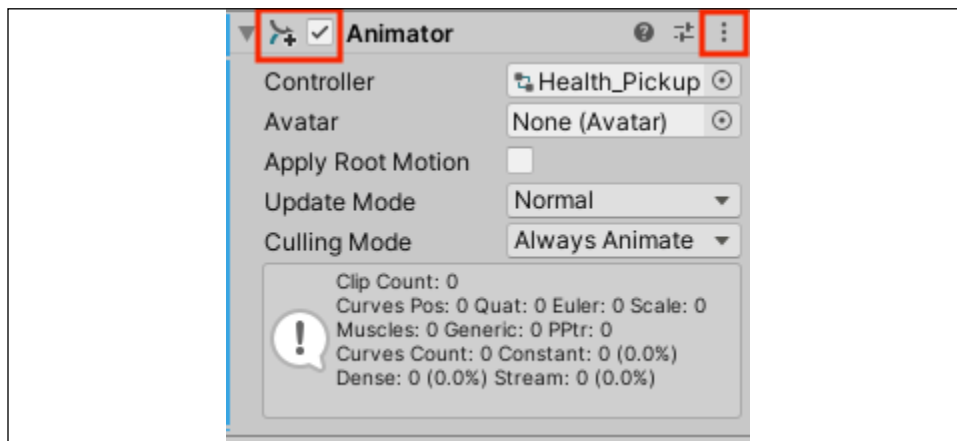 Animator
Controller Health_Pickup
Avatar None (Avatar)
Apply Root Motion
Update Mode Normal
Culling Mode Always Animate
Clip Count: 0
Curves Pos: 0 Quat: 0 Euler: 0 Scale: 0
Muscles: 0 Generic: 0 PPtr: 0
Curves Count: 0 Constant: 0 (0.0%)
Dense: 0 (0.0%) Stream: 0 (0.0%)